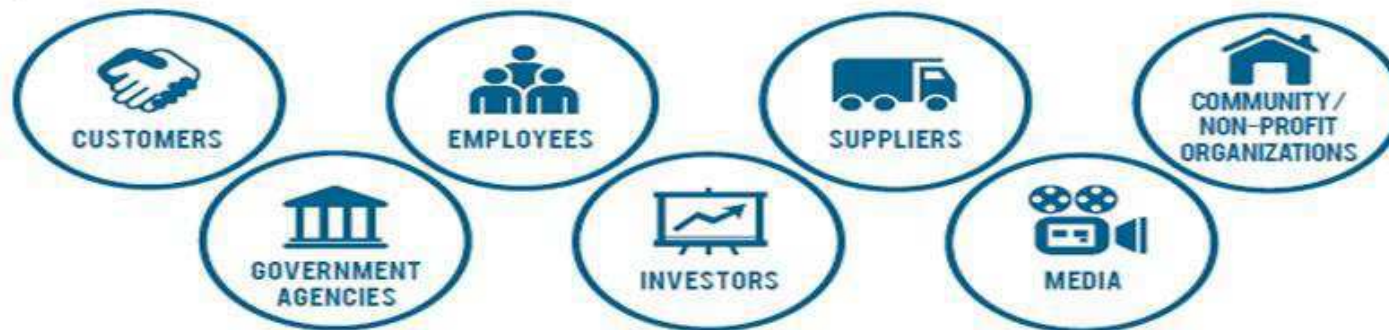 CUSTOMERS
EMPLOYEES
SUPPLIERS
COMMUNITY/
NON-PROFIT
ORGANIZATIONS
GOVERNMENT
AGENCIES
INVESTORS
MEDIA